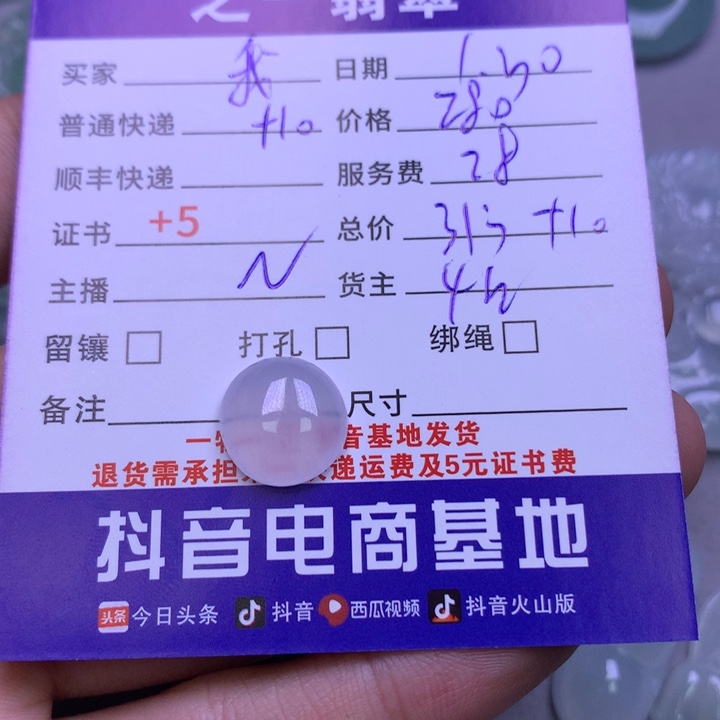 之一翡翠
买家 日期 1.30
普通快递 +10 价格 280
顺丰快递 服务费 28
证书 +5 总价 313 +10
主播 N 货主
留镶 打孔 绑绳
备注 尺寸
一 音基地发货
退货需承担 递运费及5元证书费
抖音电商基地
头条 今日头条 抖音 西瓜视频 抖音火山版